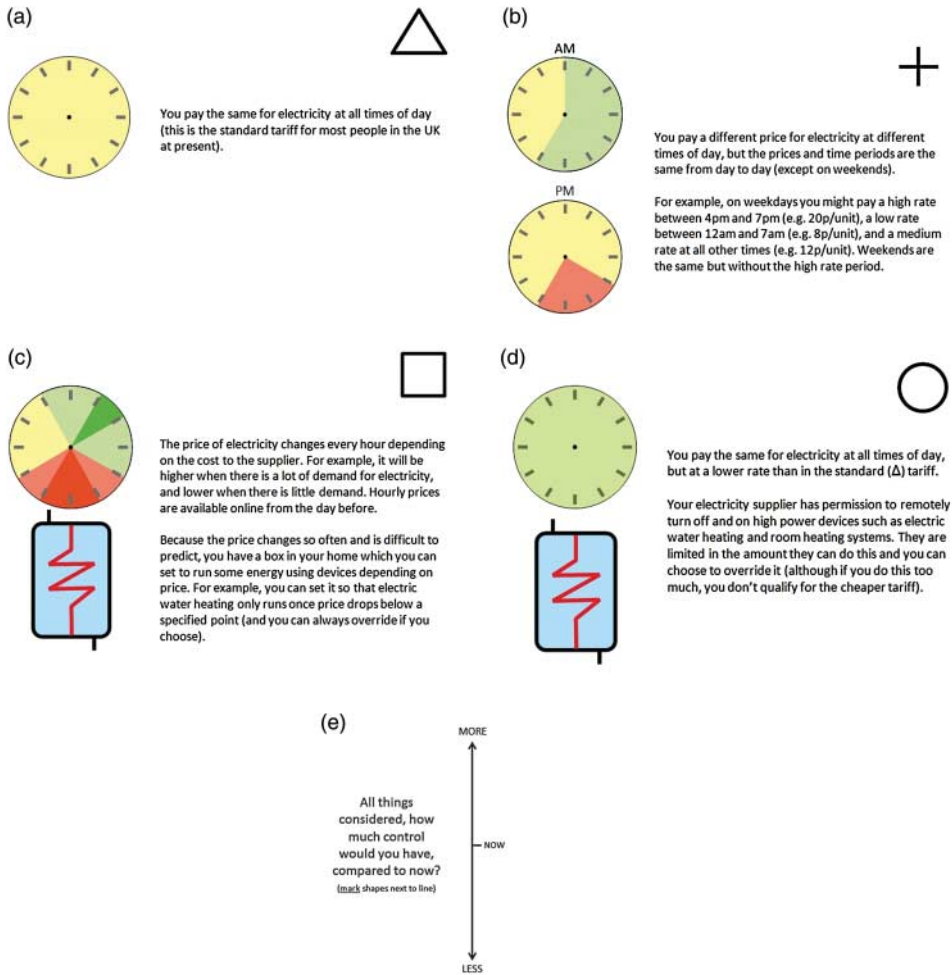 (a)
You pay the same for electricity at all times of day
(this is the standard tariff for most people in the UK
at present).
(b)
AM
PM
You pay a different price for electricity at different
times of day, but the prices and time periods are the
same from day to day (except on weekends).
For example, on weekdays you might pay a high rate
between 4pm and 7pm (e.g. 20p/unit), a low rate
between 12am and 7am (e.g. 8p/unit), and a medium
rate at all other times (e.g. 12p/unit). Weekends are
the same but without the high rate period.
(c)
The price of electricity changes every hour depending
on the cost to the supplier. For example, it will be
higher when there is a lot of demand for electricity,
and lower when there is little demand. Hourly prices
are available online from the day before.
Because the price changes so often and is difficult to
predict, you have a box in your home which you can
set to run some energy using devices depending on
price. For example, you can set it so that electric
water heating only runs once price drops below a
specified point (and you can always override if you
choose).
(d)
You pay the same for electricity at all times of day,
but at a lower rate than in the standard (Δ) tariff.
Your electricity supplier has permission to remotely
turn off and on high power devices such as electric
water heating and room heating systems. They are
limited in the amount they can do this and you can
choose to override it (although if you do this too
much, you don't qualify for the cheaper tariff).
(e)
MORE
All things
considered, how
much control
would you have,
compared to now?
(mark shapes next to line)
NOW
LESS